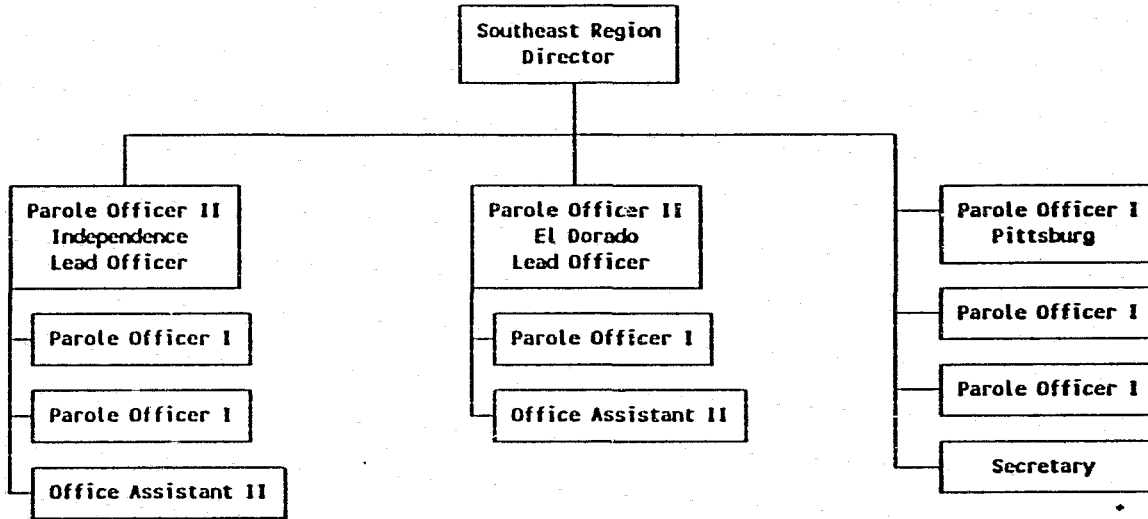 Southeast Region
Director
Parole Officer II
Independence
Lead Officer
Parole Officer I
Parole Officer I
Office Assistant II
Parole Officer II
El Dorado
Lead Officer
Parole Officer I
Office Assistant II
Parole Officer I
Pittsburg
Parole Officer I
Parole Officer I
Secretary